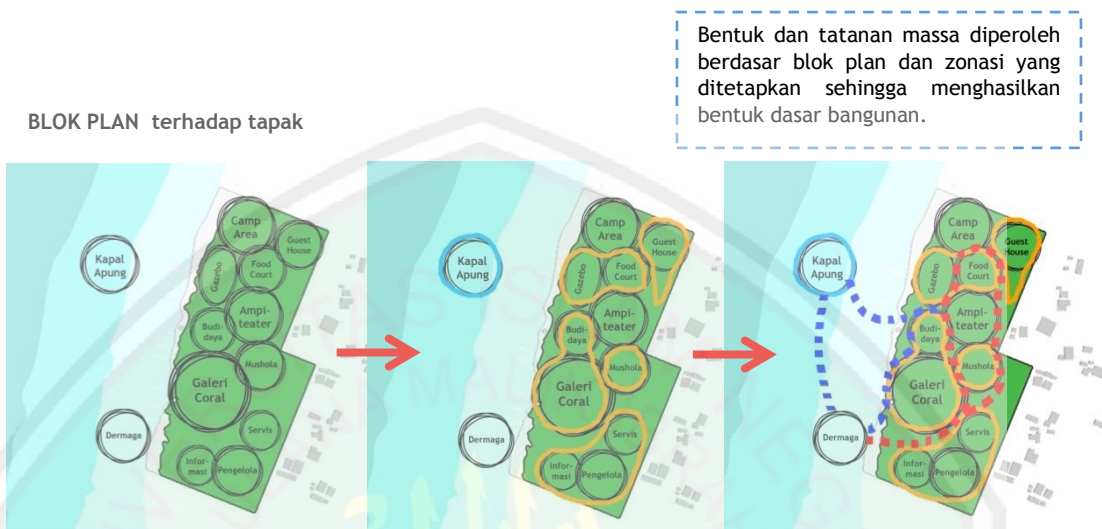 Bentuk dan tatanan massa diperoleh
berdasar blok plan dan zonasi yang
ditetapkan sehingga menghasilkan
bentuk dasar bangunan.
BLOK PLAN terhadap tapak
Camp
Area
Guest
House
Kapal
Apung
Gazebo
Food
Court
Ampi-
teater
Budi-
daya
Mushola
Galeri
Coral
Dermaga
Servis
Infor-
masi
Pengelola
Camp
Area
Guest
House
Kapal
Apung
Gazebo
Food
Court
Ampi-
teater
Budi-
daya
Mushola
Galeri
Coral
Dermaga
Servis
Infor-
masi
Pengelola
Camp
Area
Guest
House
Kapal
Apung
Gazebo
Food
Court
Ampi-
teater
Budi-
daya
Mushola
Galeri
Coral
Dermaga
Servis
Infor-
masi
Pengelola